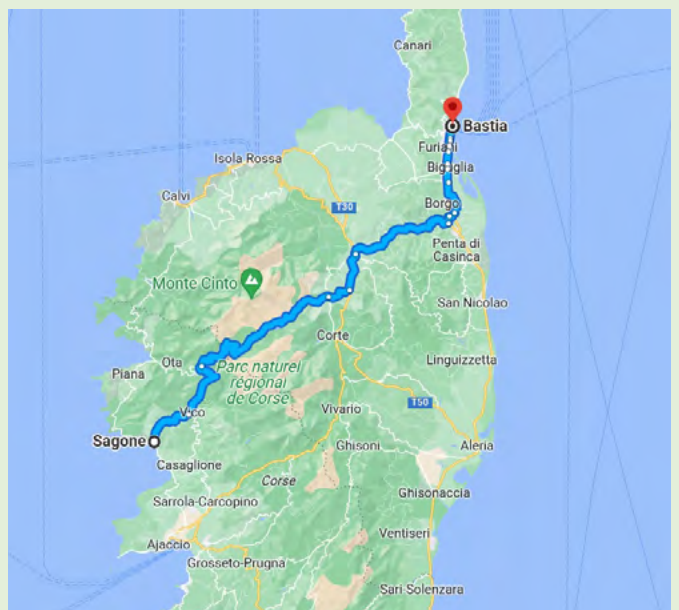 Canari
Bastia
Furiani
Isola Rossa
Biguglia
Calvi
Borgo
T30
Penta di
Casinca
Monte Cinto
San Nicolao
Corte
Ota
Parc naturel
régional
de Corse
Linguizzetta
Piana
Vico
Vivario
T50
Sagone
Ghisoni
Aleria
Casaglione
Corse
Ghisonaccia
Sarrola-Carcopino
Ventiseri
Ajaccio
Grosseto-Prugna
Sari Solenzara